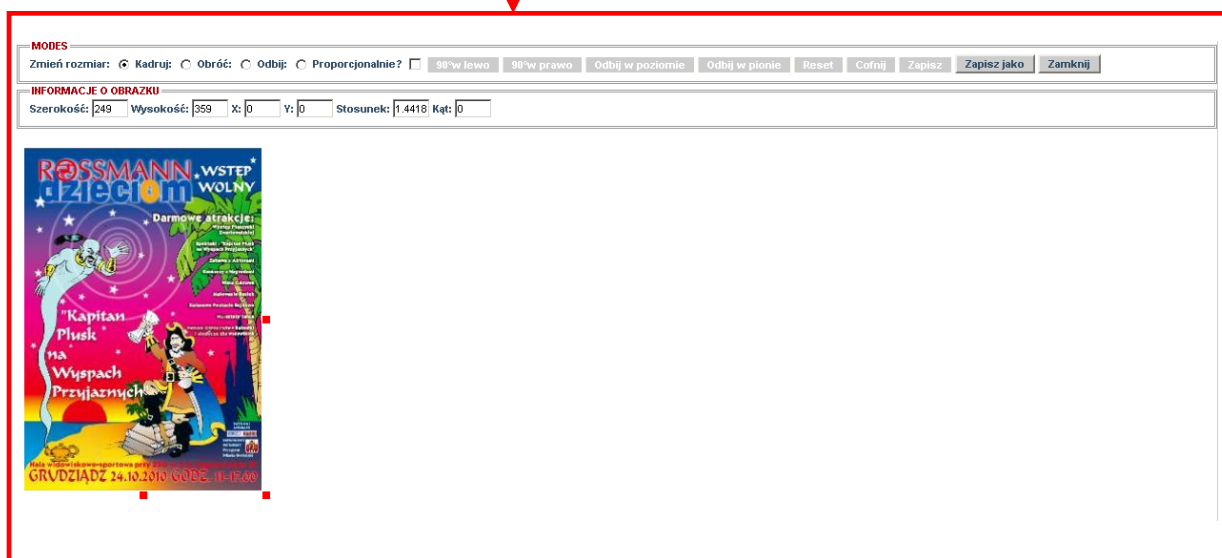 MODES
Zmień rozmiar: Kadruj: Obróć: Odbij: Proporcjonalnie? 90°w lewo 90°w prawo Odbij w poziomie Odbij w pionie Reset Cofnij Zapisz Zapisz jako Zamknij
INFORMACJE O OBRAZKU
Szerokość: 249 Wysokość: 359 X: 0 Y: 0 Stosunek: 1.4418 Kąt: 0
ROSSMANN
dzieciom
WSTĘP
WOLNY
Darmowe atrakcje:
"Kapitan
Plusk
na
Wyspach
Przyjaznych
GRUDZIĄDZ 24.10.2010 GODZ. 11-17.00